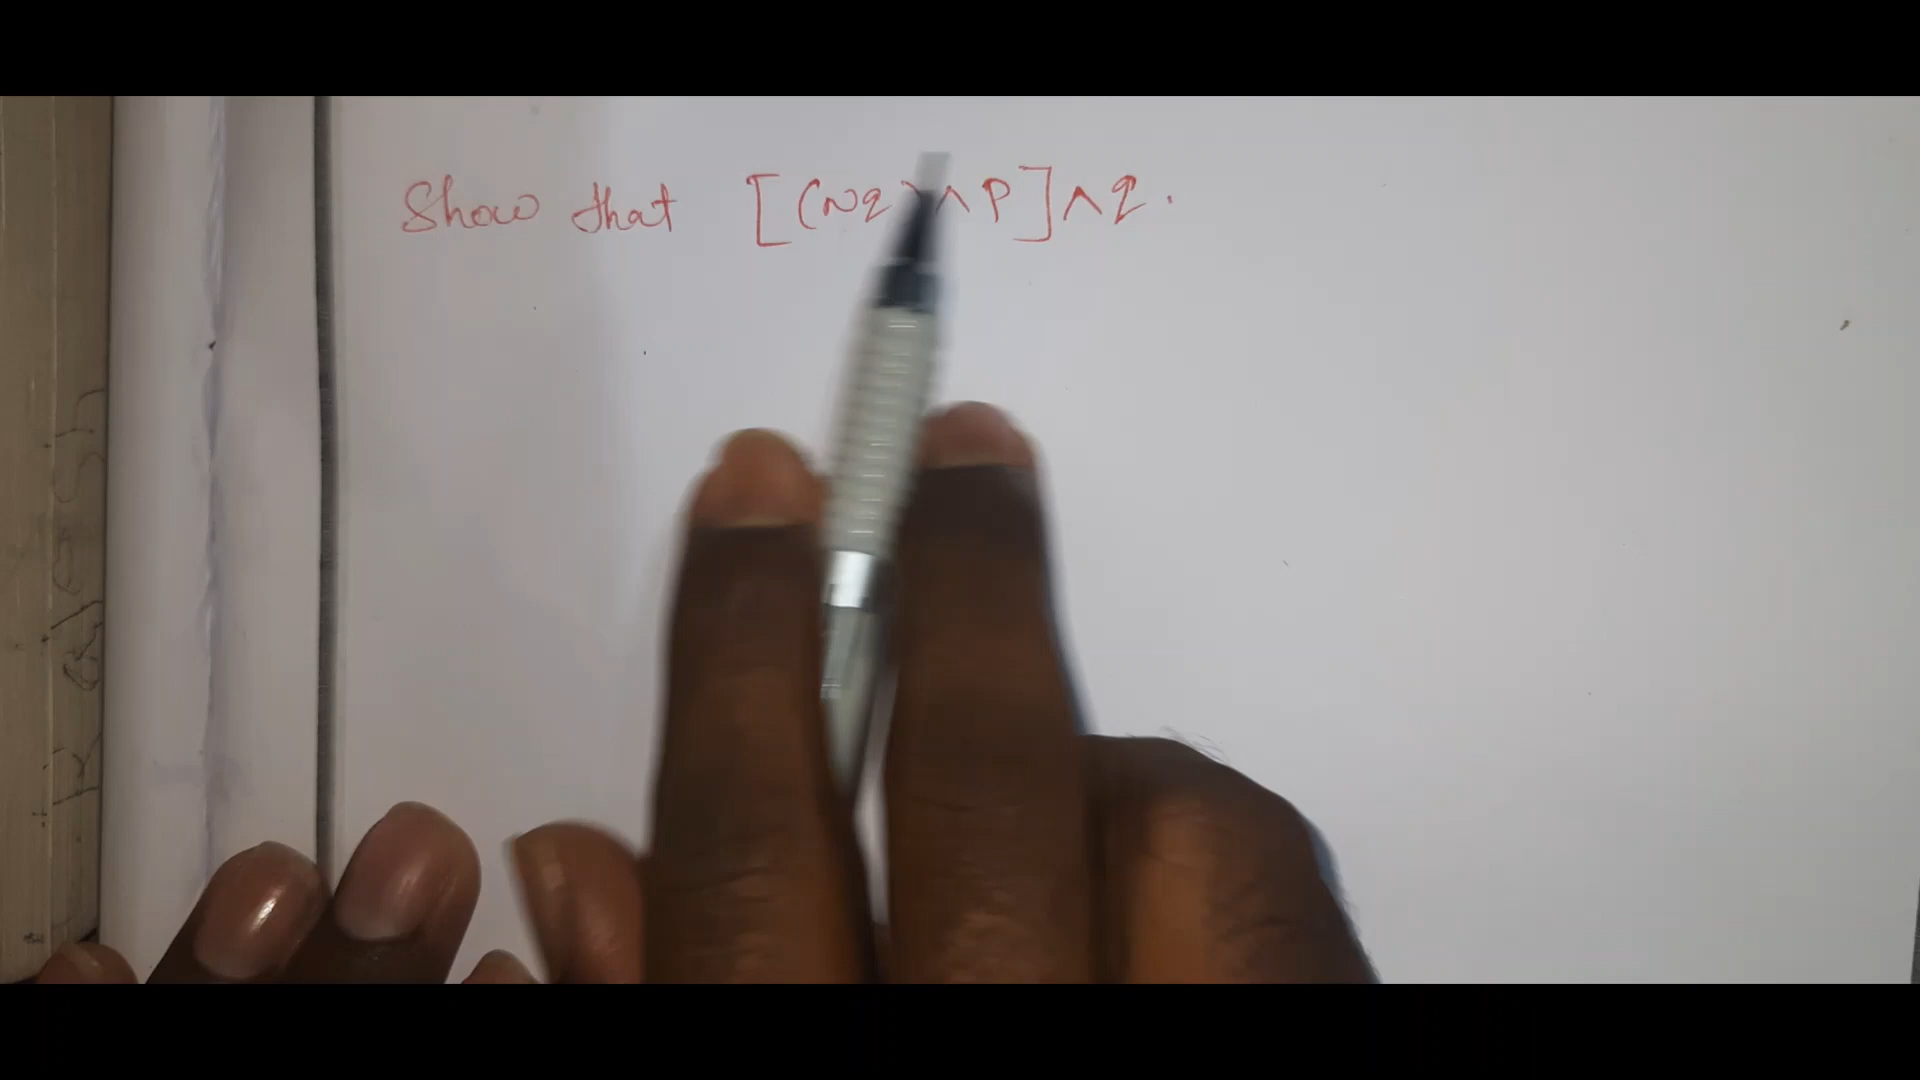 Show that [(~q) ∧ P] ∧ q.